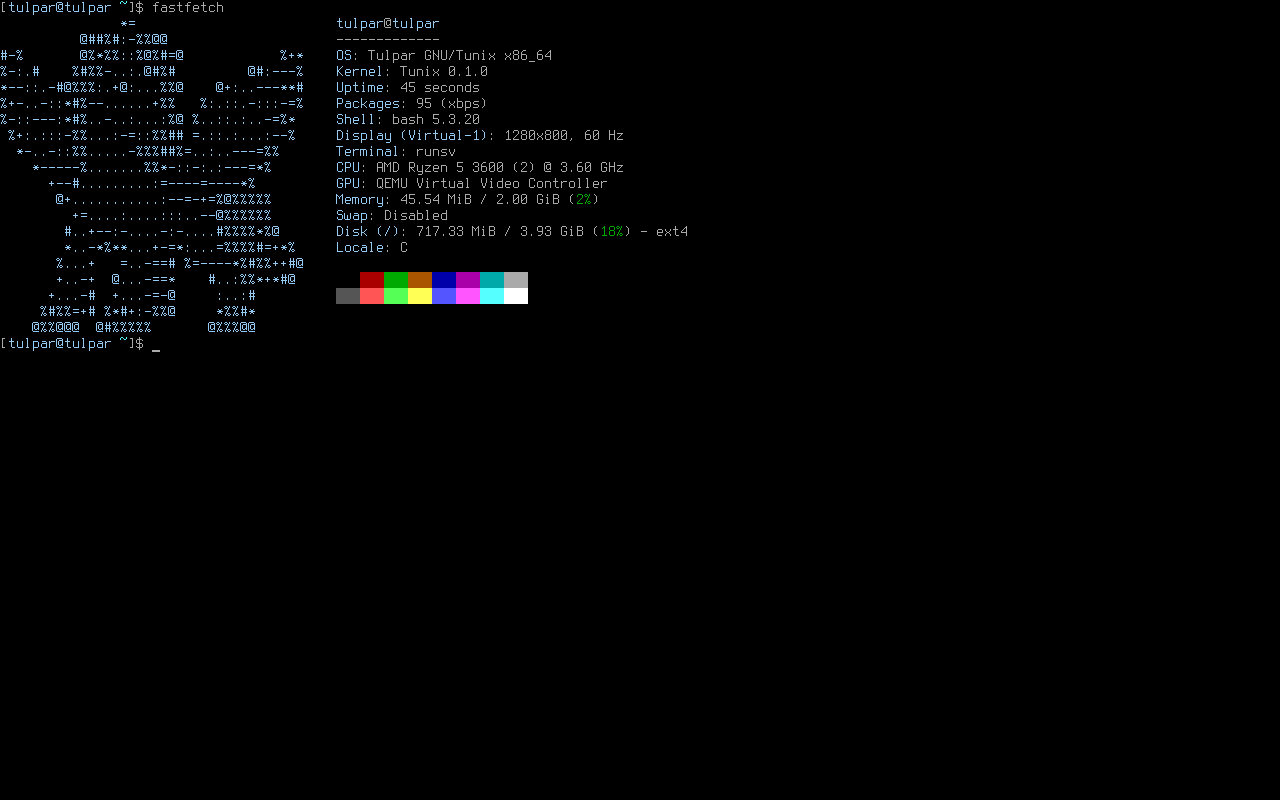 [tulpar@tulpar ~]$ fastfetch
tulpar@tulpar
-------------
OS: Tulpar GNU/Tunix x86_64
Kernel: Tunix 0.1.0
Uptime: 45 seconds
Packages: 95 (xbps)
Shell: bash 5.3.20
Display (Virtual-1): 1280x800, 60 Hz
Terminal: runsv
CPU: AMD Ryzen 5 3600 (2) @ 3.60 GHz
GPU: QEMU Virtual Video Controller
Memory: 45.54 MiB / 2.00 GiB (2%)
Swap: Disabled
Disk (/): 717.33 MiB / 3.93 GiB (18%) - ext4
Locale: C
[tulpar@tulpar ~]$ _